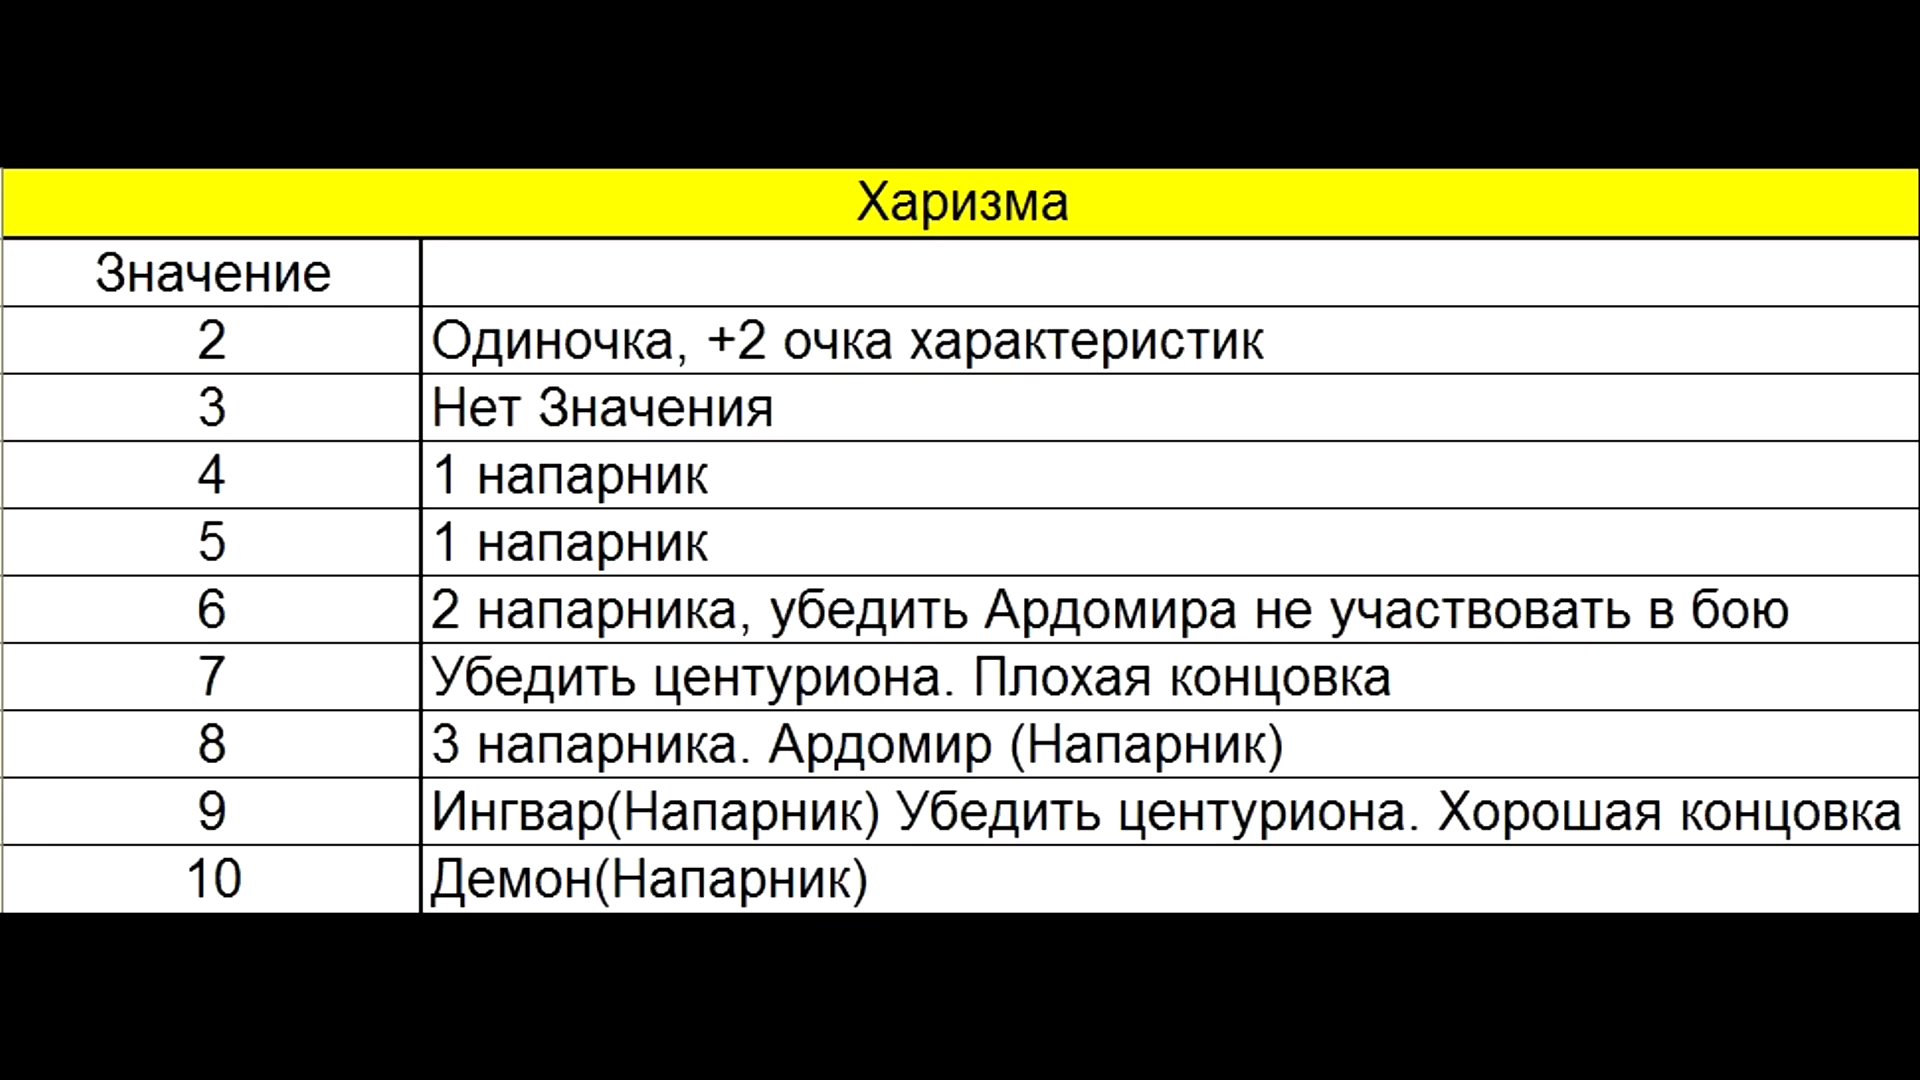 Харизма
Значение
2 Одиночка, +2 очка характеристик
3 Нет Значения
4 1 напарник
5 1 напарник
6 2 напарника, убедить Ардомира не участвовать в бою
7 Убедить центуриона. Плохая концовка
8 3 напарника. Ардомир (Напарник)
9 Ингвар(Напарник) Убедить центуриона. Хорошая концовка
10 Демон(Напарник)